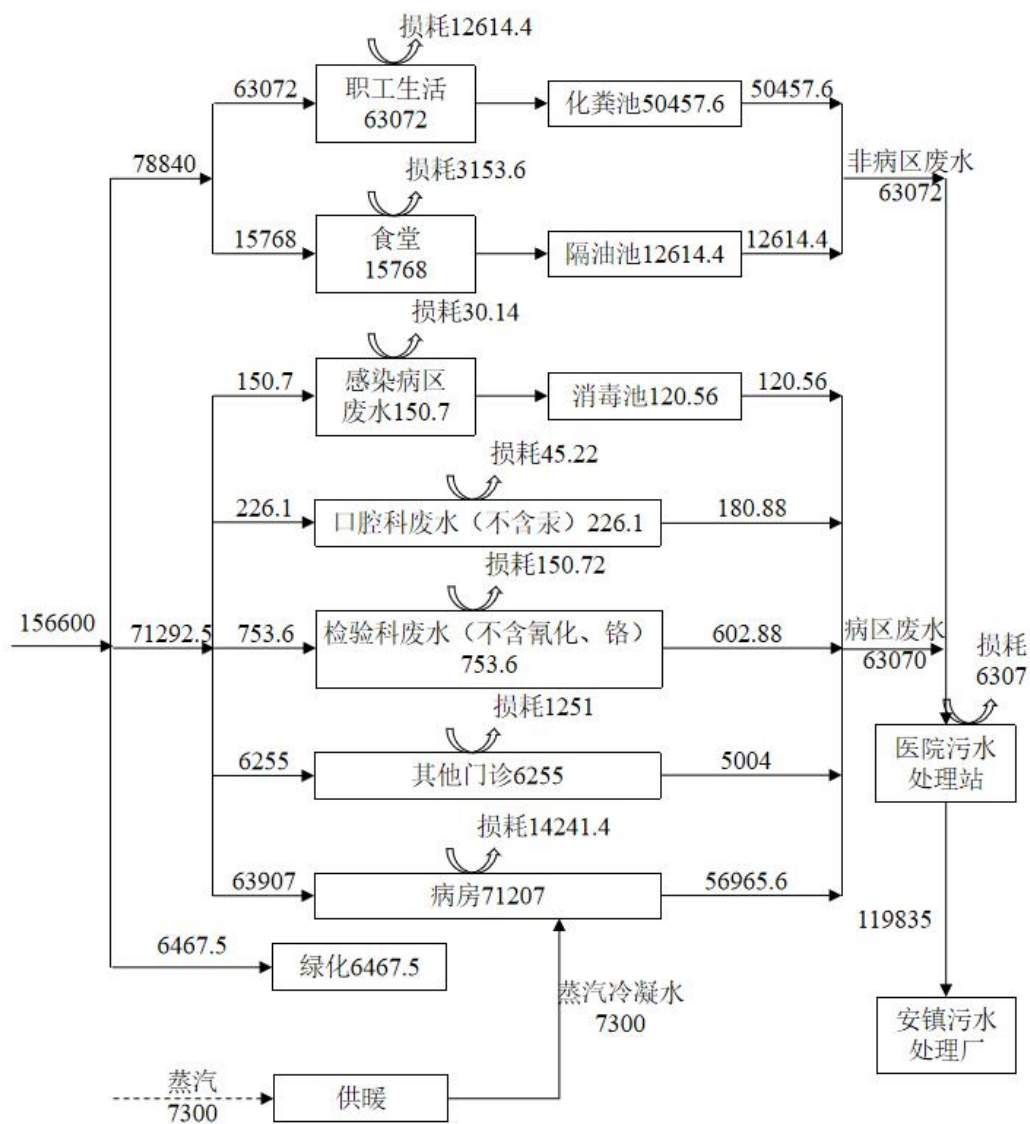 损耗12614.4
63072
职工生活
63072
化粪池50457.6
50457.6
78840
损耗3153.6
非病区废水
63072
15768
食堂
15768
隔油池12614.4
12614.4
损耗30.14
150.7
感染病区
废水150.7
消毒池120.56
120.56
损耗45.22
226.1
口腔科废水（不含汞）226.1
180.88
损耗150.72
156600
71292.5
753.6
检验科废水（不含氰化、铬）
753.6
602.88
病区废水
63070
损耗
6307
损耗1251
6255
其他门诊6255
5004
医院污水
处理站
损耗14241.4
63907
病房71207
56965.6
119835
6467.5
绿化6467.5
蒸汽冷凝水
7300
安镇污水
处理厂
蒸汽
7300
供暖